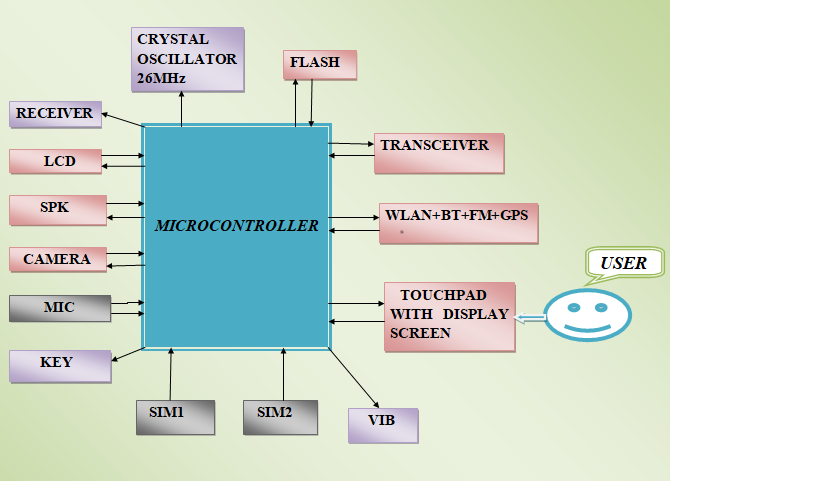 CRYSTAL
OSCILLATOR
26MHz
FLASH
RECEIVER
TRANSCEIVER
LCD
SPK
WLAN+BT+FM+GPS
MICROCONTROLLER
CAMERA
USER
MIC
TOUCHPAD
WITH DISPLAY
SCREEN
KEY
SIM1
SIM2
VIB